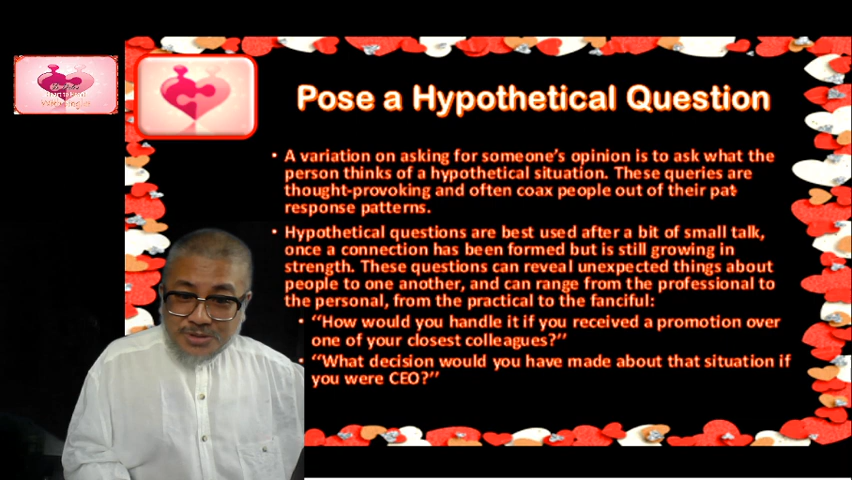 Pose a Hypothetical Question
• A variation on asking for someone's opinion is to ask what the
person thinks of a hypothetical situation. These queries are
thought-provoking and often coax people out of their pat
response patterns.
• Hypothetical questions are best used after a bit of small talk,
once a connection has been formed but is still growing in
strength. These questions can reveal unexpected things about
people to one another, and can range from the professional to
the personal, from the practical to the fanciful:
• “How would you handle it if you received a promotion over
one of your closest colleagues?”
• “What decision would you have made about that situation if
you were CEO?”